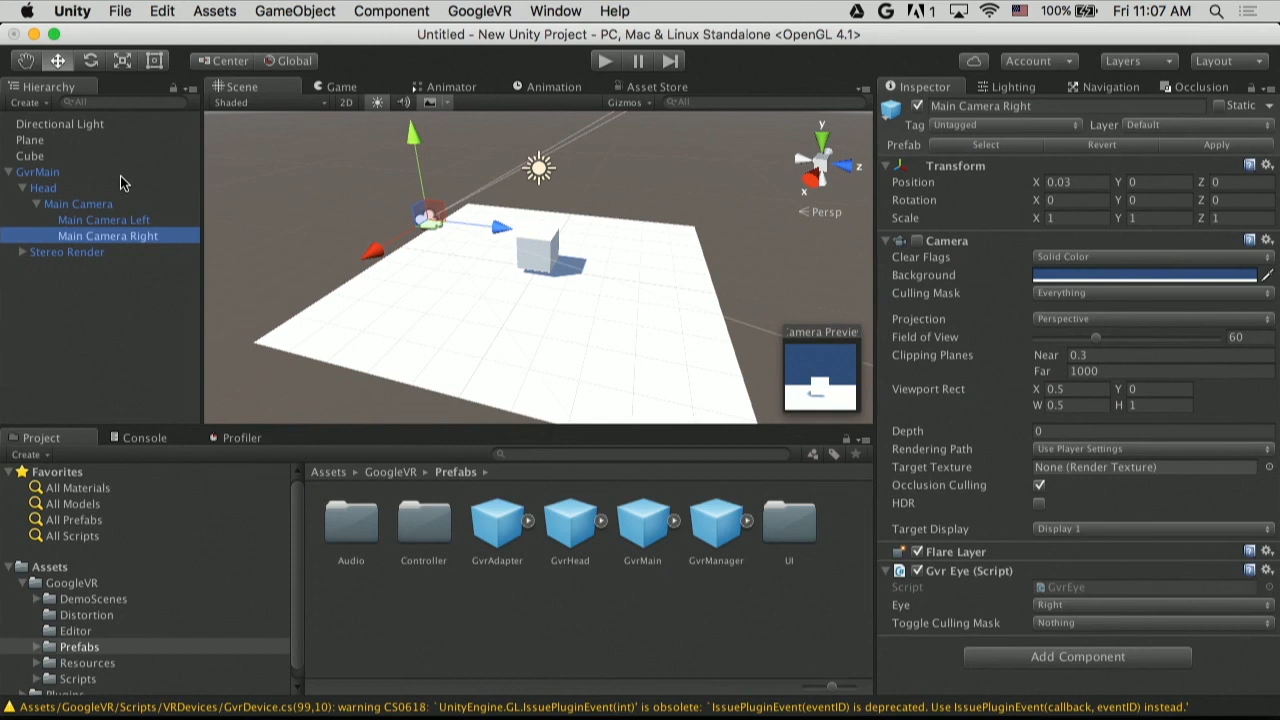 Unity File Edit Assets GameObject Component GoogleVR Window Help 1 100% Fri 11:07 AM
Untitled - New Unity Project - PC, Mac & Linux Standalone <OpenGL 4.1>
Center Global Account Layers Layout
Hierarchy Scene Game Animator Animation Asset Store Inspector Lighting Navigation Occlusion
Create All Shaded 2D Gizmos All Main Camera Right Static
Directional Light
Plane
Cube
GvrMain
Head
Main Camera
Main Camera Left
Main Camera Right
Stereo Render
y
z
x
Persp
amera Previe
Tag Untagged Layer Default
Prefab Select Revert Apply
Transform
Position X 0.03 Y 0 Z 0
Rotation X 0 Y 0 Z 0
Scale X 1 Y 1 Z 1
Camera
Clear Flags Solid Color
Background
Culling Mask Everything
Projection Perspective
Field of View 60
Clipping Planes Near 0.3
Far 1000
Viewport Rect X 0.5 Y 0
W 0.5 H 1
Depth 0
Rendering Path Use Player Settings
Target Texture None (Render Texture)
Occlusion Culling
HDR
Target Display Display 1
Flare Layer
Gvr Eye (Script)
Script GvrEye
Eye Right
Toggle Culling Mask Nothing
Add Component
Project Console Profiler
Create
Favorites
All Materials
All Models
All Prefabs
All Scripts
Assets
GoogleVR
DemoScenes
Distortion
Editor
Prefabs
Resources
Scripts
Plugins
Assets GoogleVR Prefabs
Audio Controller GvrAdapter GvrHead GvrMain GvrManager UI
Assets/GoogleVR/Scripts/VRDevices/GvrDevice.cs(99,10): warning CS0618: `UnityEngine.GL.IssuePluginEvent(int)' is obsolete: `IssuePluginEvent(eventID) is deprecated. Use IssuePluginEvent(callback, eventID) instead.'